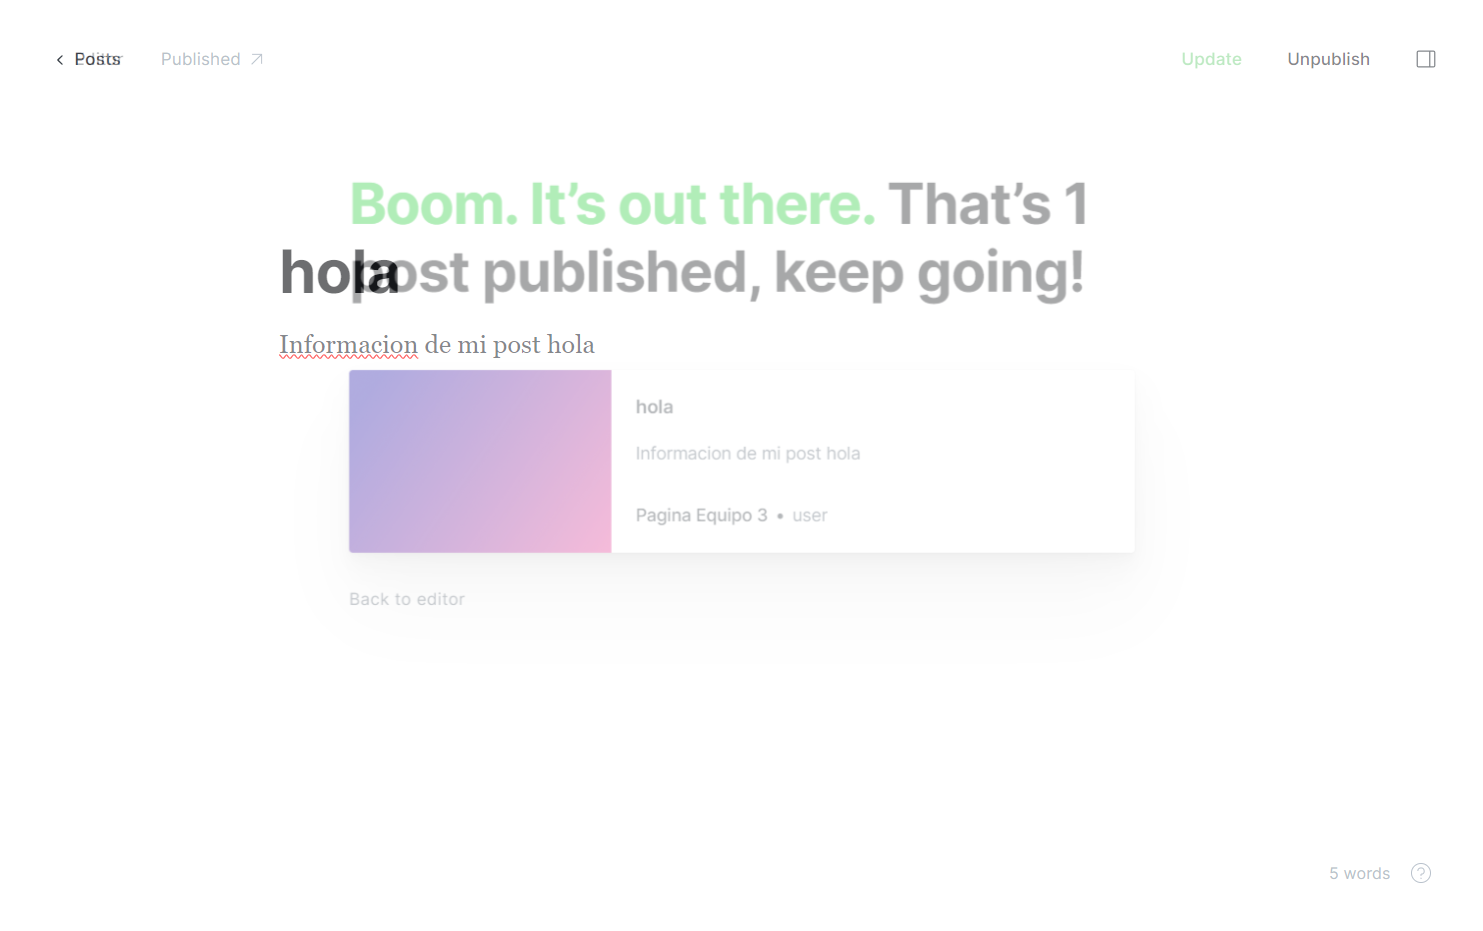 Posts
Editor
Published
Update
Unpublish
Boom. It’s out there. That’s 1
post published, keep going!
hola
Informacion de mi post hola
hola
Informacion de mi post hola
Pagina Equipo 3 • user
Back to editor
5 words
?